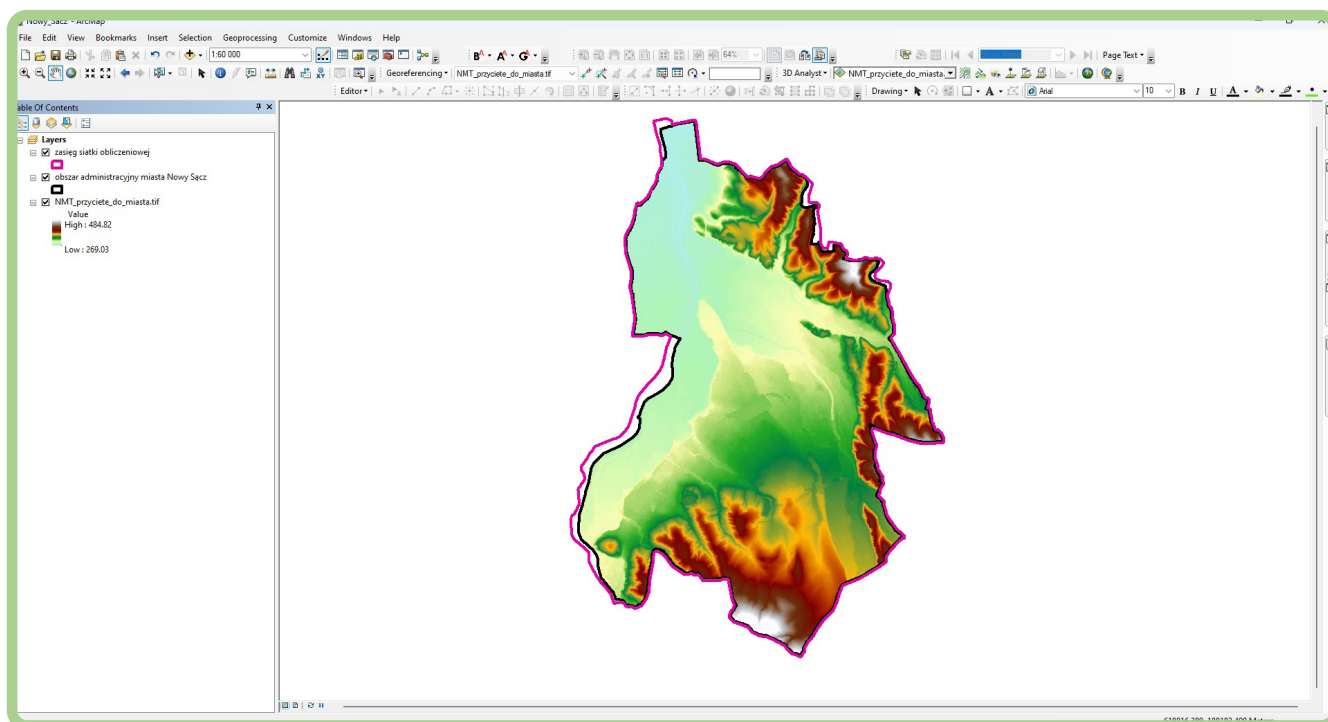 Nowy_Sącz - ArcMap
File Edit View Bookmarks Insert Selection Geoprocessing Customize Windows Help
1:60 000 64% Page Text
Georeferencing NMT_przyciete_do_miasta.tif 3D Analyst NMT_przyciete_do_miasta.
Editor Drawing A Arial 10 B I U A
Table Of Contents
Layers
zasięg siatki obliczeniowej
obszar administracyjny miasta Nowy Sącz
NMT_przyciete_do_miasta.tif
Value
High : 484.82
Low : 269.03